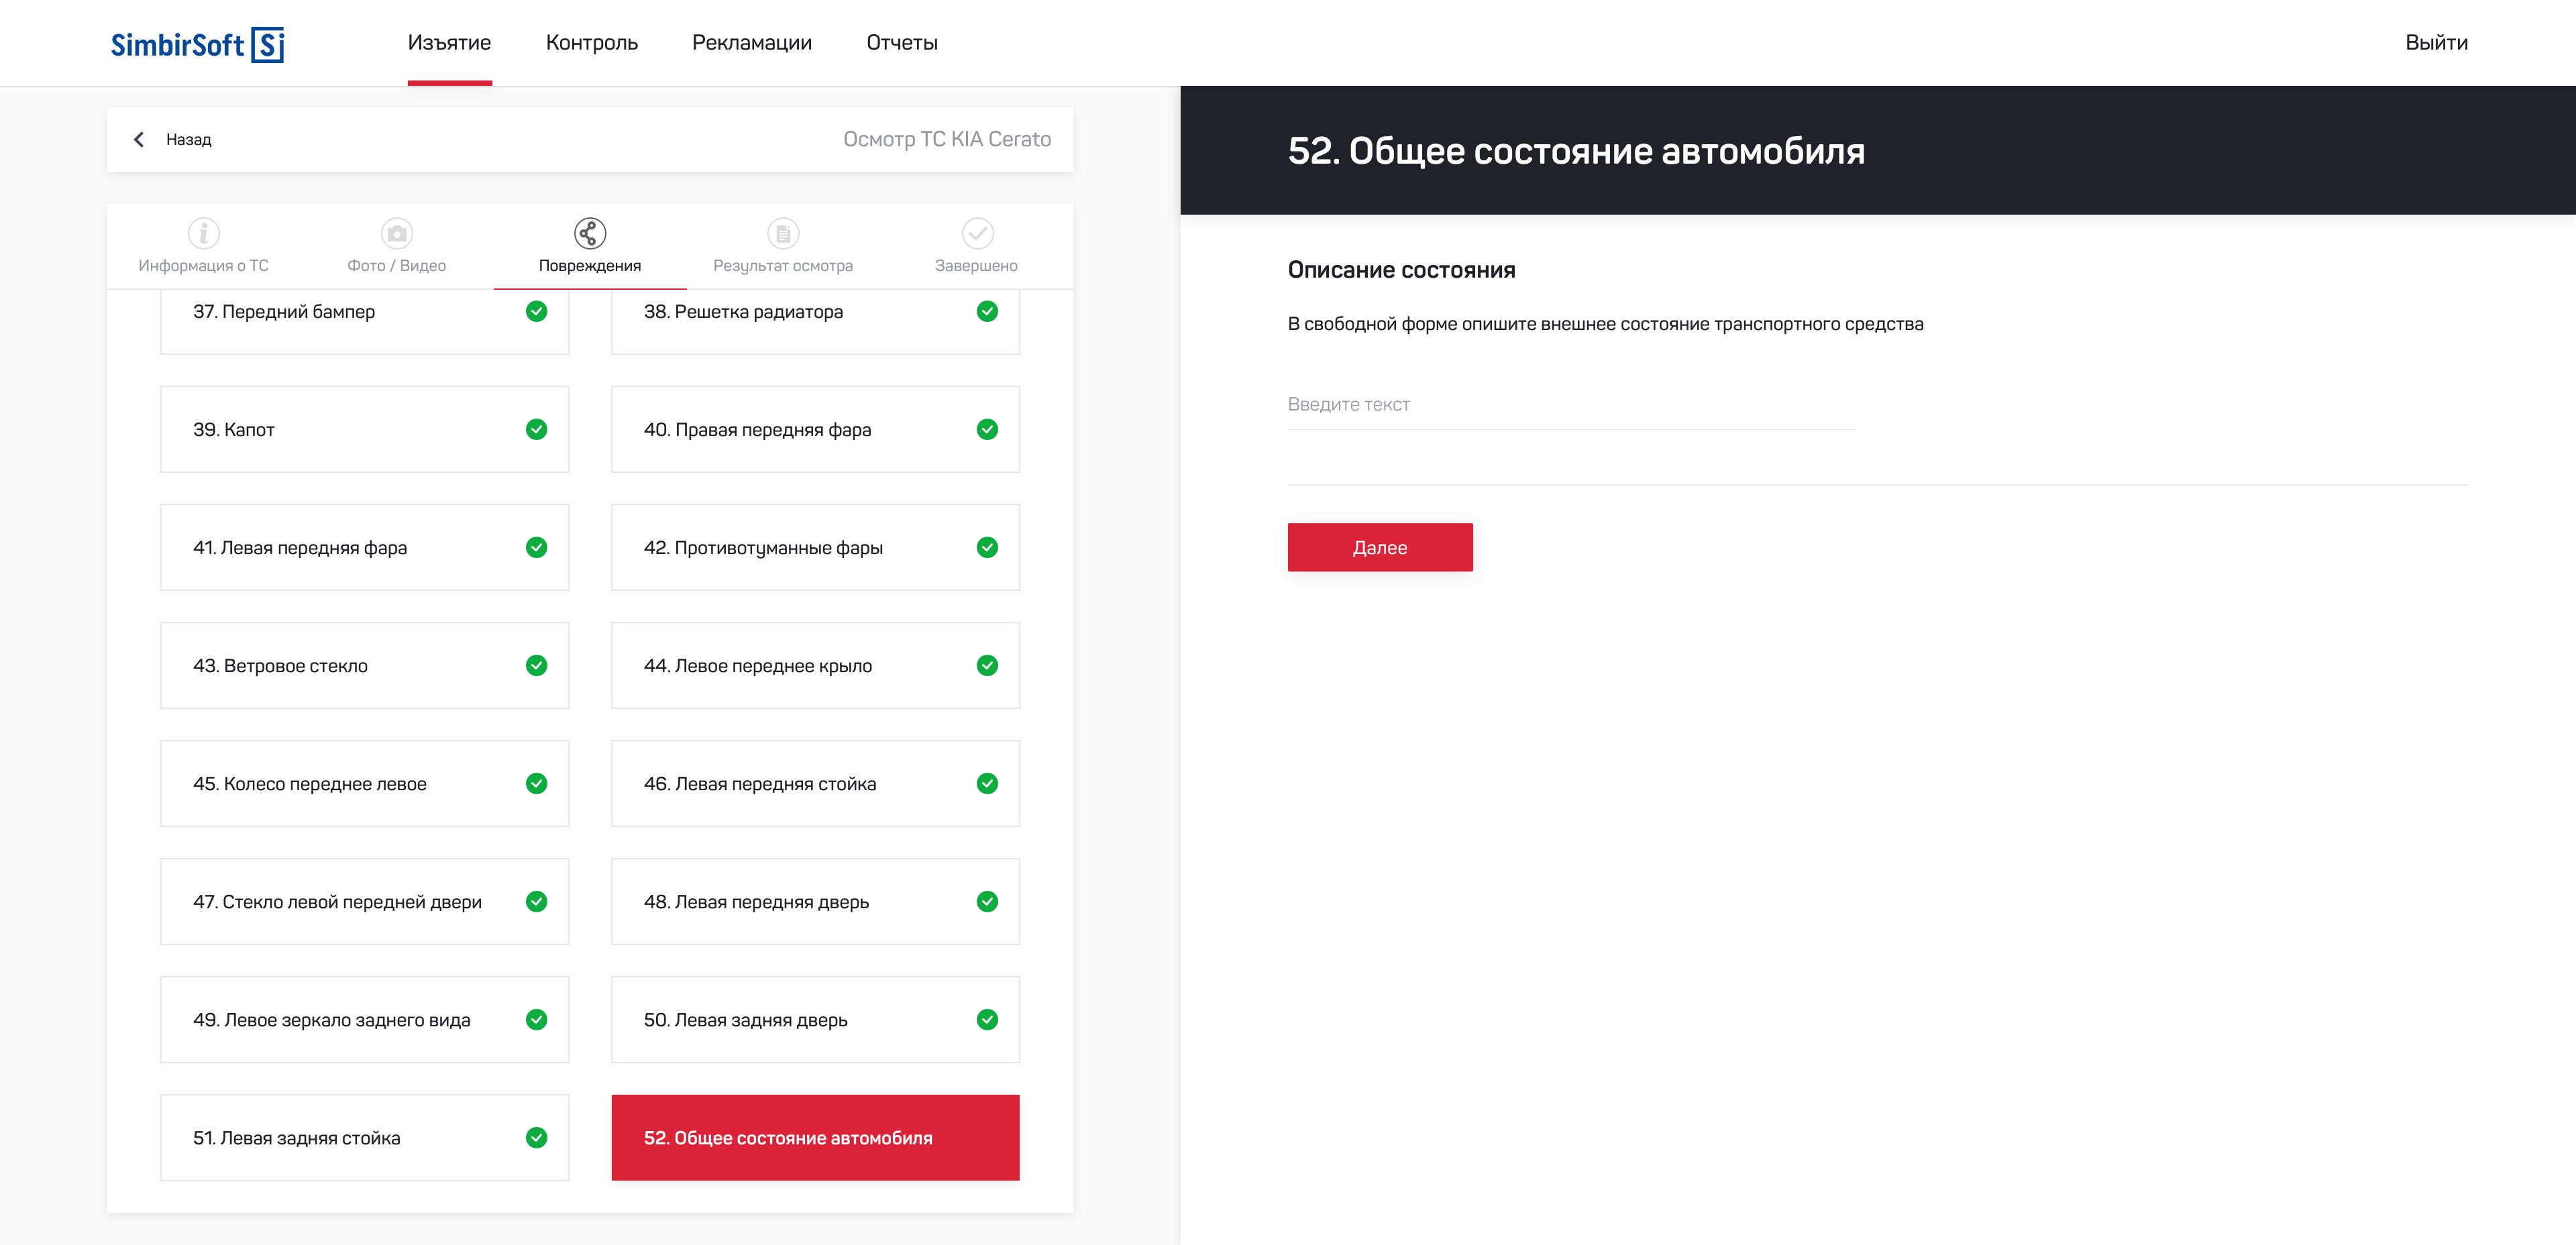 SimbirSoft Si
Изъятие
Контроль
Рекламации
Отчеты
Выйти
Назад
Осмотр ТС KIA Cerato
Информация о ТС
Фото / Видео
Повреждения
Результат осмотра
Завершено
37. Передний бампер
38. Решетка радиатора
39. Капот
40. Правая передняя фара
41. Левая передняя фара
42. Противотуманные фары
43. Ветровое стекло
44. Левое переднее крыло
45. Колесо переднее левое
46. Левая передняя стойка
47. Стекло левой передней двери
48. Левая передняя дверь
49. Левое зеркало заднего вида
50. Левая задняя дверь
51. Левая задняя стойка
52. Общее состояние автомобиля
52. Общее состояние автомобиля
Описание состояния
В свободной форме опишите внешнее состояние транспортного средства
Введите текст
Далее